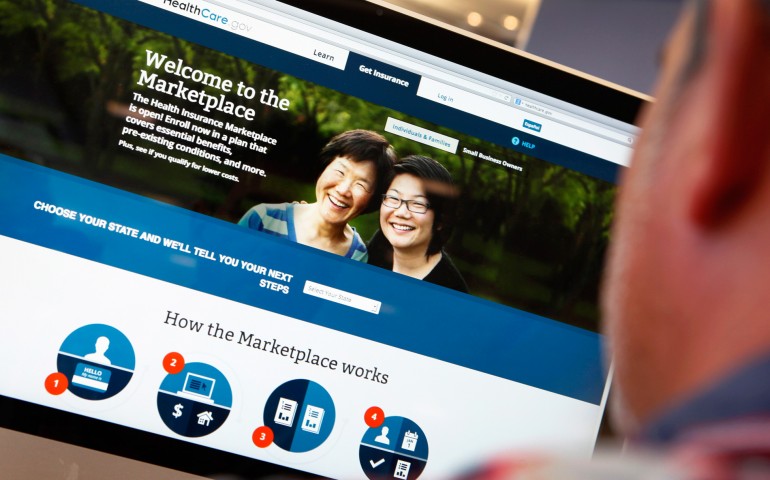 HealthCare.gov
Learn
Get Insurance
Log in
Español
Individuals & Families
Small Business Owners
HELP
Welcome to the
Marketplace
The Health Insurance Marketplace
is open! Enroll now in a plan that
covers essential benefits,
pre-existing conditions, and more.
Plus, see if you qualify for lower costs.
CHOOSE YOUR STATE AND WE'LL TELL YOU YOUR NEXT
STEPS
Select Your State
How the Marketplace works
1
HELLO
2
$
3
4